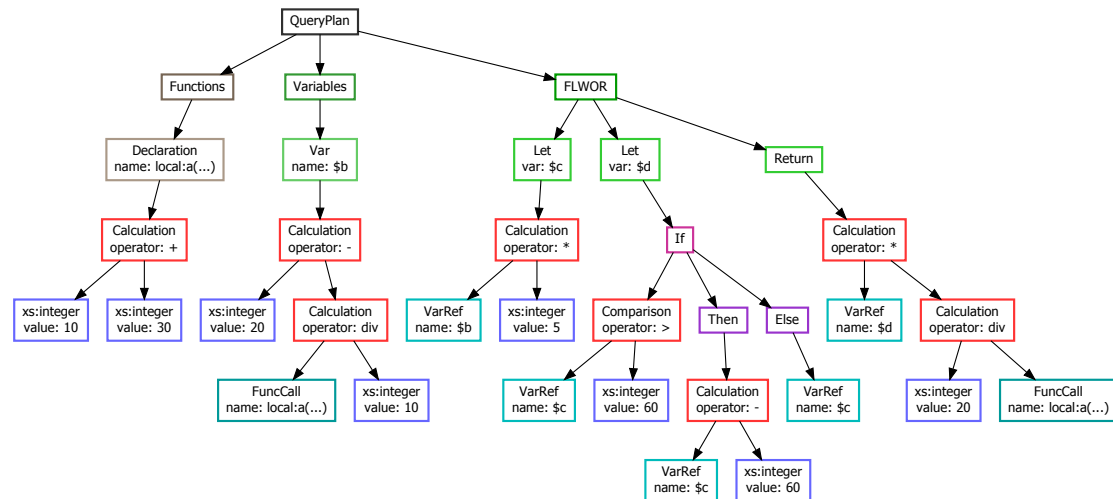 QueryPlan
Functions
Variables
FLWOR
Declaration
name: local:a(...)
Var
name: $b
Let
var: $c
Let
var: $d
Return
Calculation
operator: +
Calculation
operator: -
Calculation
operator: *
If
Calculation
operator: *
xs:integer
value: 10
xs:integer
value: 30
xs:integer
value: 20
Calculation
operator: div
VarRef
name: $b
xs:integer
value: 5
Comparison
operator: >
Then
Else
VarRef
name: $d
Calculation
operator: div
FuncCall
name: local:a(...)
xs:integer
value: 10
VarRef
name: $c
xs:integer
value: 60
Calculation
operator: -
VarRef
name: $c
xs:integer
value: 20
FuncCall
name: local:a(...)
VarRef
name: $c
xs:integer
value: 60